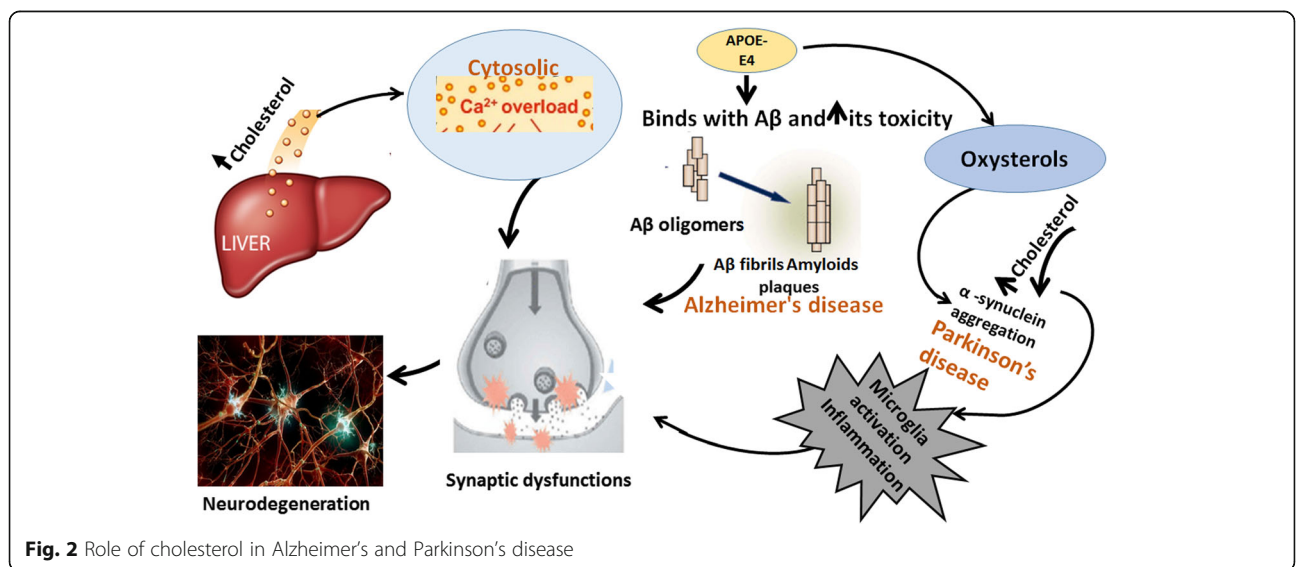 ↑ Cholesterol
LIVER
Cytosolic
Ca²⁺ overload
APOE-
E4
Binds with Aβ and ↑ its toxicity
Aβ oligomers
Aβ fibrils Amyloids
plaques
Alzheimer's disease
Oxysterols
↑ Cholesterol
α -synuclein
aggregation
Parkinson's
disease
Microglia
activation
Inflammation
Synaptic dysfunctions
Neurodegeneration
Fig. 2 Role of cholesterol in Alzheimer's and Parkinson's disease